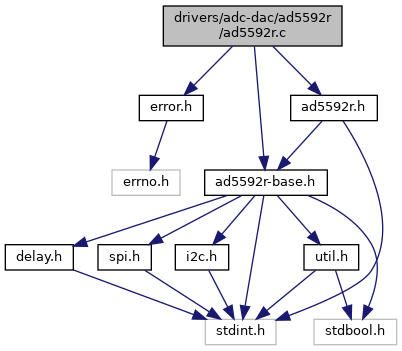 drivers/adc-dac/ad5592r
/ad5592r.c
error.h
ad5592r.h
errno.h
ad5592r-base.h
delay.h
spi.h
i2c.h
util.h
stdint.h
stdbool.h